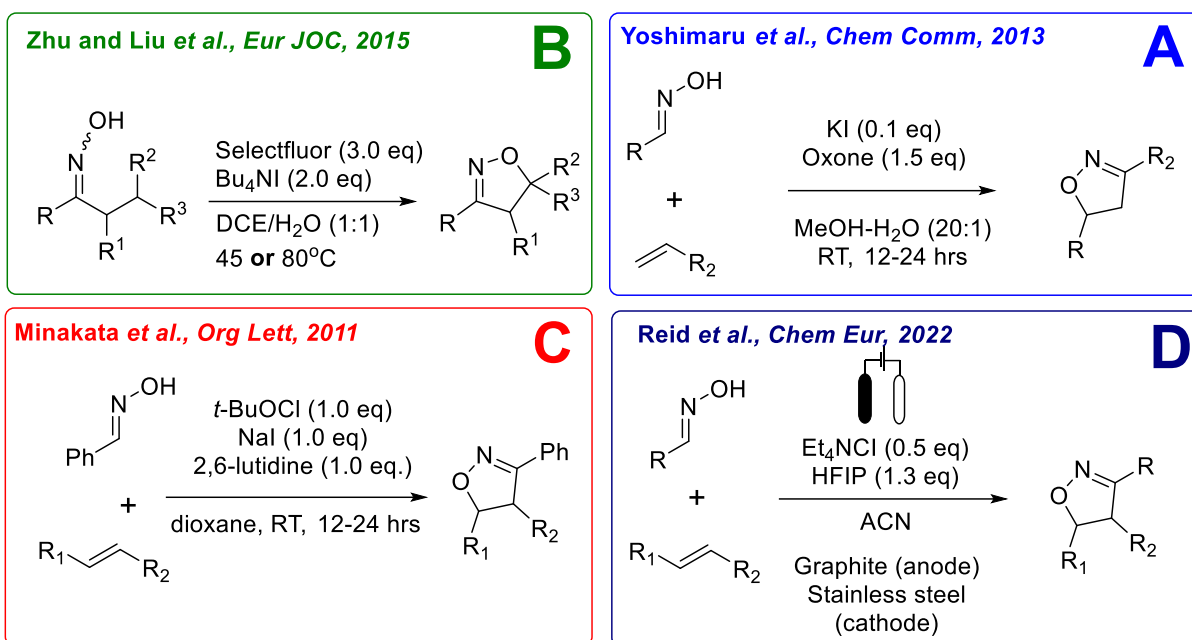 Zhu and Liu et al., Eur JOC, 2015
B
OH
N
R²
R
R³
R¹
Selectfluor (3.0 eq)
Bu₄NI (2.0 eq)
DCE/H₂O (1:1)
45 or 80°C
N
O
R²
R³
R
R¹
Yoshimaru et al., Chem Comm, 2013
A
OH
N
R
+
R₂
KI (0.1 eq)
Oxone (1.5 eq)
MeOH-H₂O (20:1)
RT, 12-24 hrs
N
R₂
O
R
Minakata et al., Org Lett, 2011
C
OH
N
Ph
+
R₁
R₂
t-BuOCl (1.0 eq)
NaI (1.0 eq)
2,6-lutidine (1.0 eq.)
dioxane, RT, 12-24 hrs
N
Ph
O
R₂
R₁
Reid et al., Chem Eur, 2022
D
OH
N
R
+
R₁
R₂
Et₄NCl (0.5 eq)
HFIP (1.3 eq)
ACN
Graphite (anode)
Stainless steel
(cathode)
N
R
O
R₂
R₁